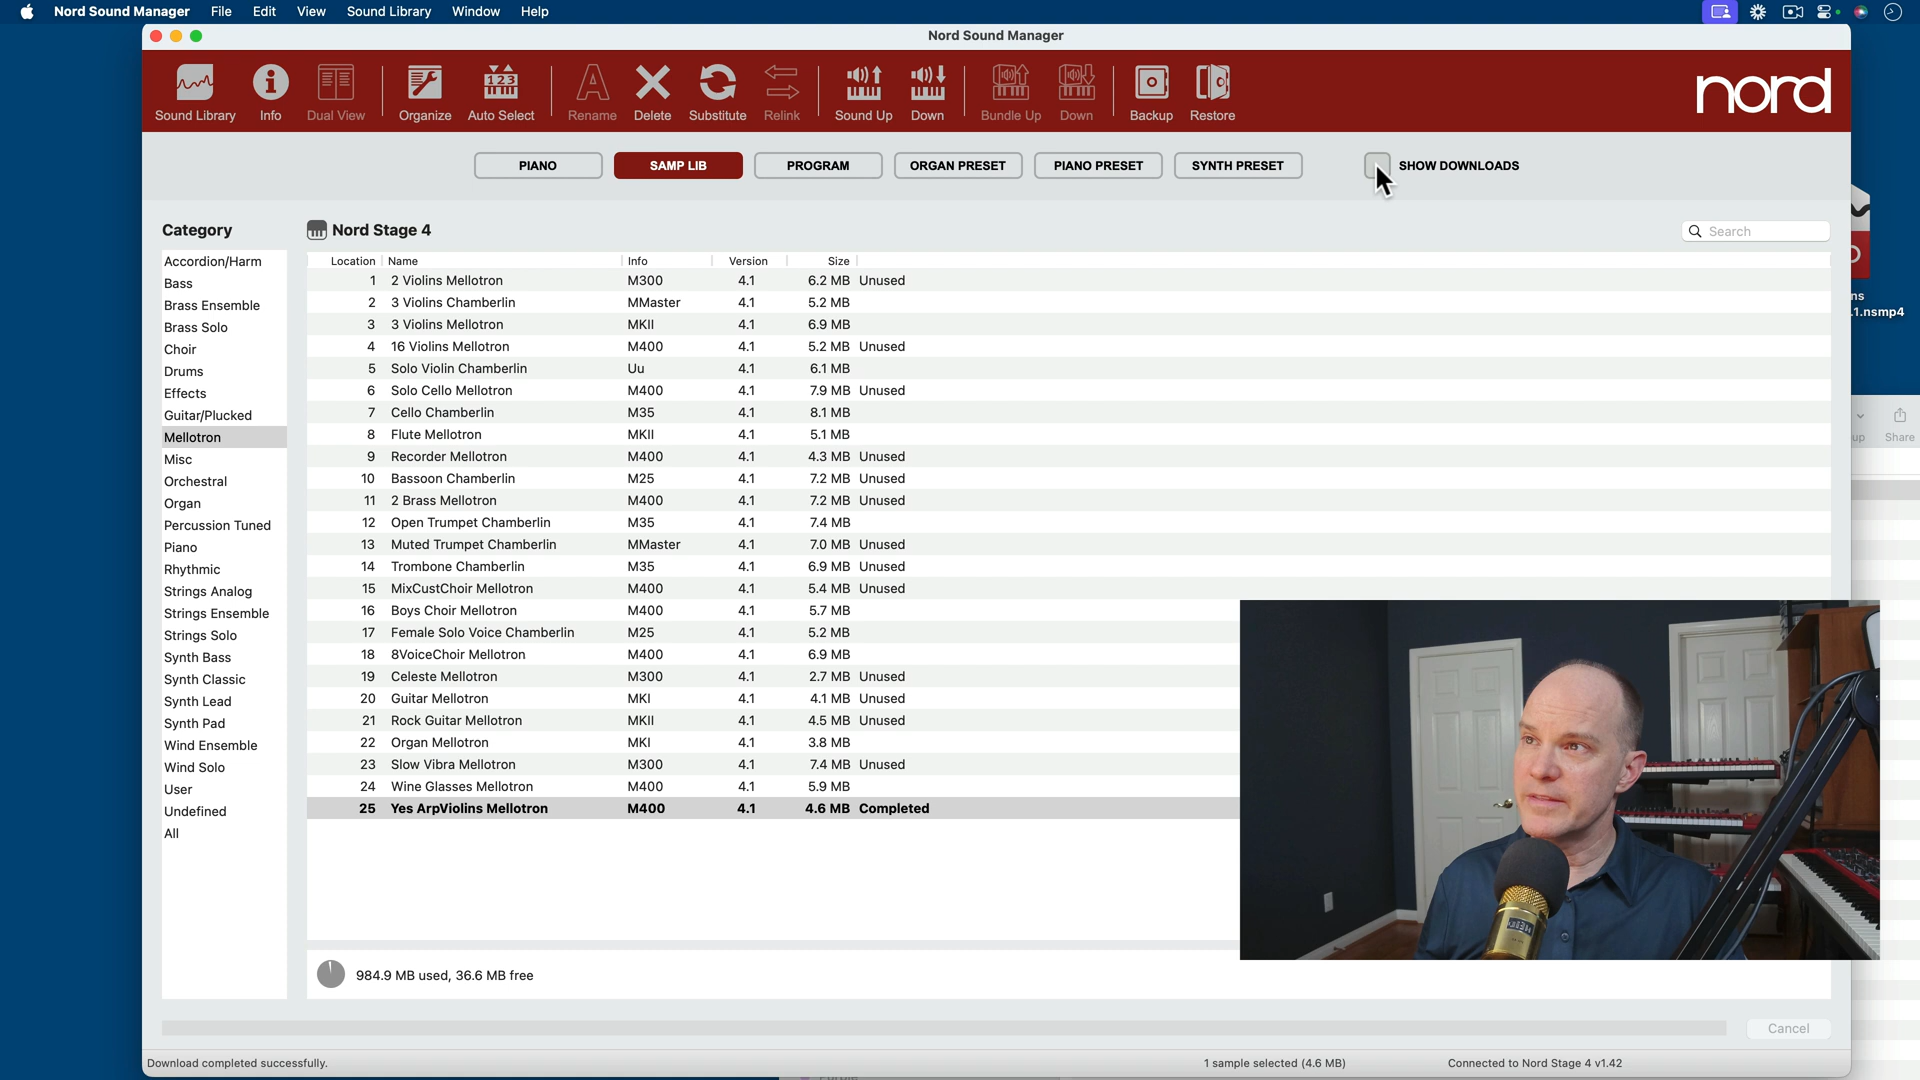 Nord Sound Manager File Edit View Sound Library Window Help
Nord Sound Manager
Sound Library Info Dual View Organize Auto Select Rename Delete Substitute Relink Sound Up Down Bundle Up Down Backup Restore
nord
PIANO SAMP LIB PROGRAM ORGAN PRESET PIANO PRESET SYNTH PRESET SHOW DOWNLOADS
Category
Accordion/Harm
Bass
Brass Ensemble
Brass Solo
Choir
Drums
Effects
Guitar/Plucked
Mellotron
Misc
Orchestral
Organ
Percussion Tuned
Piano
Rhythmic
Strings Analog
Strings Ensemble
Strings Solo
Synth Bass
Synth Classic
Synth Lead
Synth Pad
Wind Ensemble
Wind Solo
User
Undefined
All
Nord Stage 4
Search
Location Name Info Version Size
1 2 Violins Mellotron M300 4.1 6.2 MB Unused
2 3 Violins Chamberlin MMaster 4.1 5.2 MB
3 3 Violins Mellotron MKII 4.1 6.9 MB
4 16 Violins Mellotron M400 4.1 5.2 MB Unused
5 Solo Violin Chamberlin Uu 4.1 6.1 MB
6 Solo Cello Mellotron M400 4.1 7.9 MB Unused
7 Cello Chamberlin M35 4.1 8.1 MB
8 Flute Mellotron MKII 4.1 5.1 MB
9 Recorder Mellotron M400 4.1 4.3 MB Unused
10 Bassoon Chamberlin M25 4.1 7.2 MB Unused
11 2 Brass Mellotron M400 4.1 7.2 MB Unused
12 Open Trumpet Chamberlin M35 4.1 7.4 MB
13 Muted Trumpet Chamberlin MMaster 4.1 7.0 MB Unused
14 Trombone Chamberlin M35 4.1 6.9 MB Unused
15 MixCustChoir Mellotron M400 4.1 5.4 MB Unused
16 Boys Choir Mellotron M400 4.1 5.7 MB
17 Female Solo Voice Chamberlin M25 4.1 5.2 MB
18 8VoiceChoir Mellotron M400 4.1 6.9 MB
19 Celeste Mellotron M300 4.1 2.7 MB Unused
20 Guitar Mellotron MKI 4.1 4.1 MB Unused
21 Rock Guitar Mellotron MKII 4.1 4.5 MB Unused
22 Organ Mellotron MKI 4.1 3.8 MB
23 Slow Vibra Mellotron M300 4.1 7.4 MB Unused
24 Wine Glasses Mellotron M400 4.1 5.9 MB
25 Yes ArpViolins Mellotron M400 4.1 4.6 MB Completed
984.9 MB used, 36.6 MB free
Cancel
Download completed successfully. 1 sample selected (4.6 MB) Connected to Nord Stage 4 v1.42
ns
.1.nsmp4
up Share